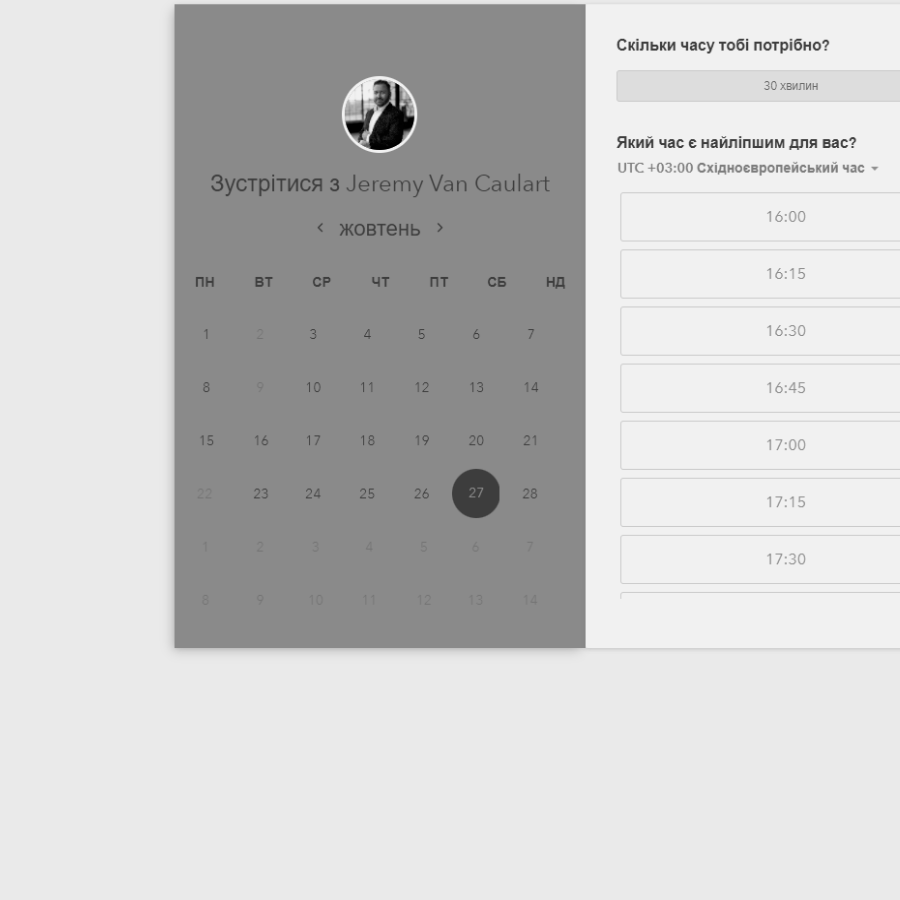 Зустрітися з Jeremy Van Caulart
‹ жовтень ›
ПН ВТ СР ЧТ ПТ СБ НД
1 2 3 4 5 6 7
8 9 10 11 12 13 14
15 16 17 18 19 20 21
22 23 24 25 26 27 28
1 2 3 4 5 6 7
8 9 10 11 12 13 14
Скільки часу тобі потрібно?
30 хвилин
Який час є найліпшим для вас?
UTC +03:00 Східноєвропейський час
16:00
16:15
16:30
16:45
17:00
17:15
17:30